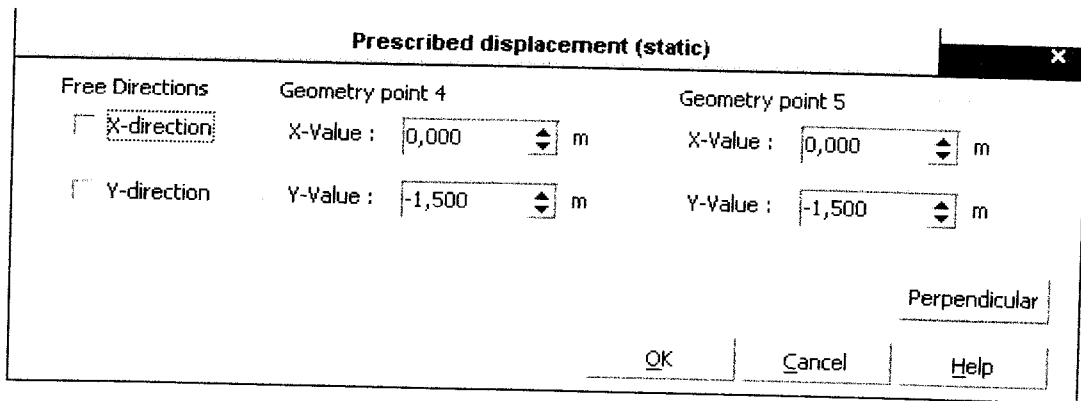 Prescribed displacement (static)
Free Directions
Geometry point 4
Geometry point 5
X-direction
X-Value : 0,000 m
X-Value : 0,000 m
Y-direction
Y-Value : -1,500 m
Y-Value : -1,500 m
Perpendicular
OK
Cancel
Help